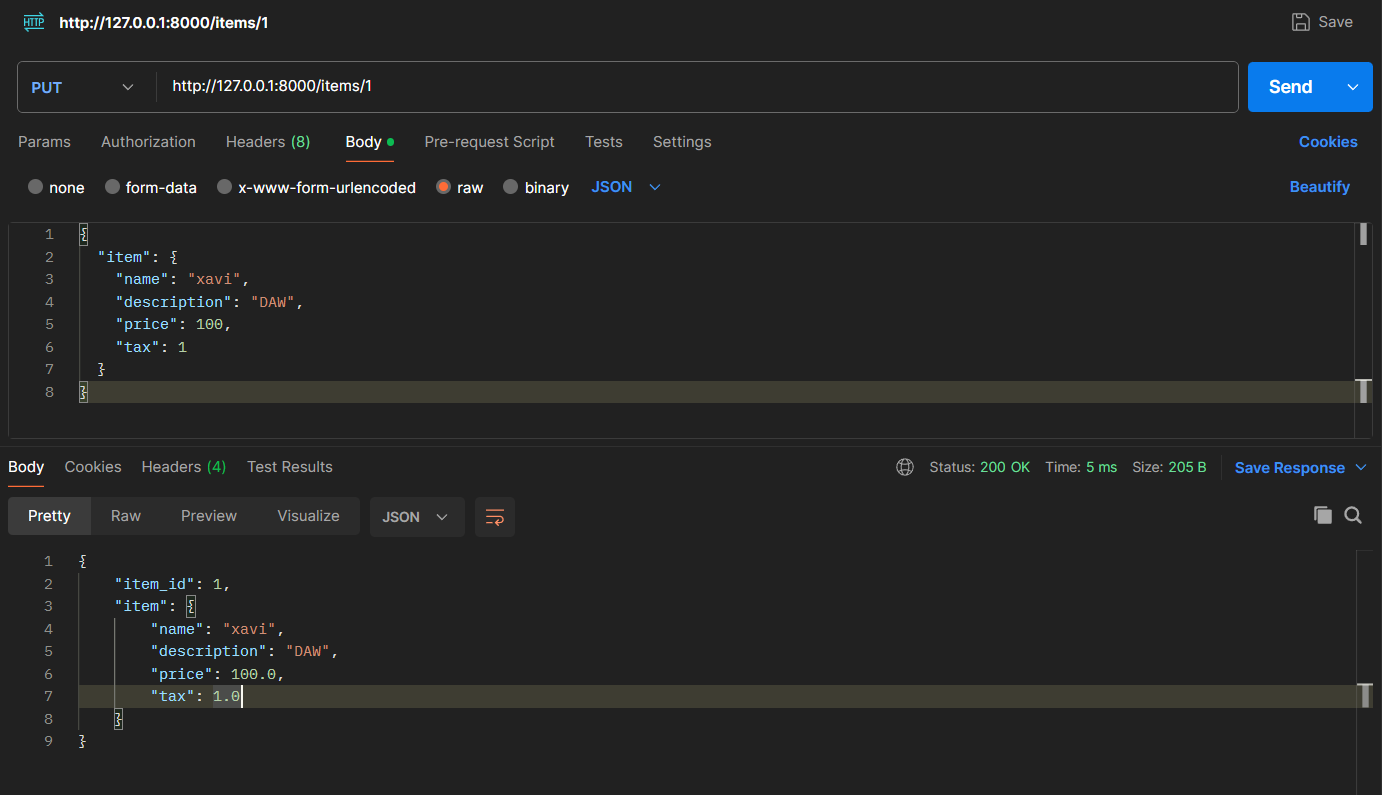 HTTP http://127.0.0.1:8000/items/1 Save
PUT http://127.0.0.1:8000/items/1 Send
Params Authorization Headers (8) Body Pre-request Script Tests Settings Cookies
none form-data x-www-form-urlencoded raw binary JSON Beautify
1 {
2 "item": {
3 "name": "xavi",
4 "description": "DAW",
5 "price": 100,
6 "tax": 1
7 }
8 }
Body Cookies Headers (4) Test Results Status: 200 OK Time: 5 ms Size: 205 B Save Response
Pretty Raw Preview Visualize JSON
1 {
2 "item_id": 1,
3 "item": {
4 "name": "xavi",
5 "description": "DAW",
6 "price": 100.0,
7 "tax": 1.0
8 }
9 }